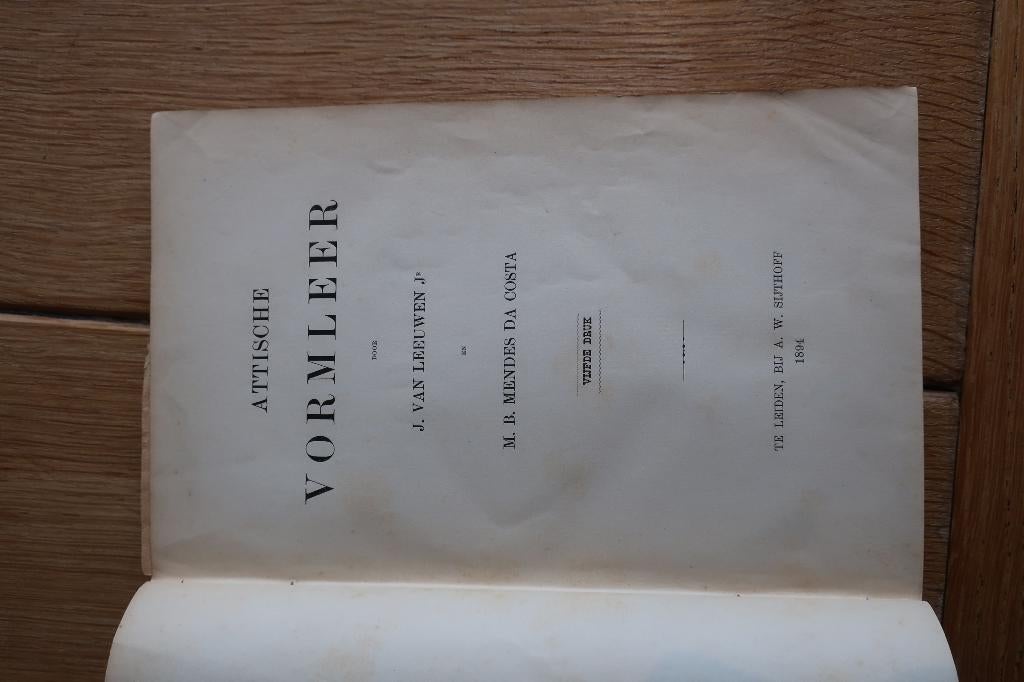 ATTISCHE
VORMLEER
DOOR
J. VAN LEEUWEN Jr
EN
M. B. MENDES DA COSTA
VIJFDE DRUK
TE LEIDEN, BIJ A. W. SIJTHOFF
1894